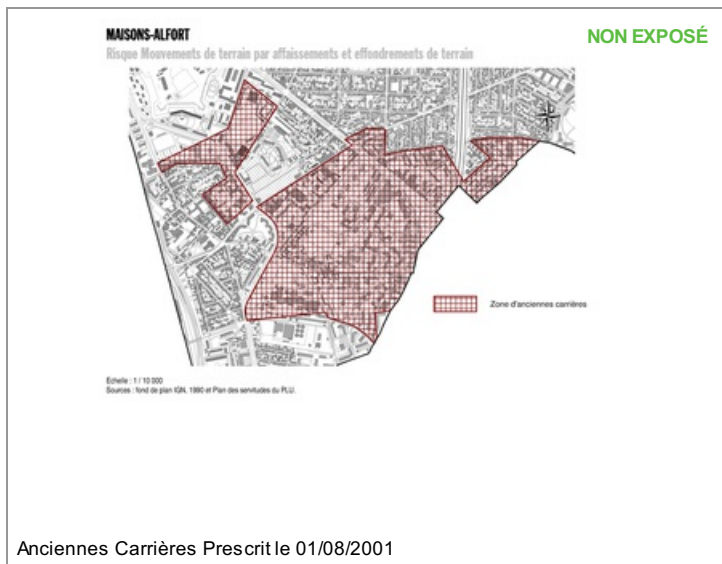 MAISONS-ALFORT
NON EXPOSÉ
Risque Mouvements de terrain par affaissements et effondrements de terrain
Zone d'anciennes carrières
Echelle : 1 / 10 000
Sources : fond de plan IGN, 1990 et Plan des servitudes du PLU.
Anciennes Carrières Prescrit le 01/08/2001